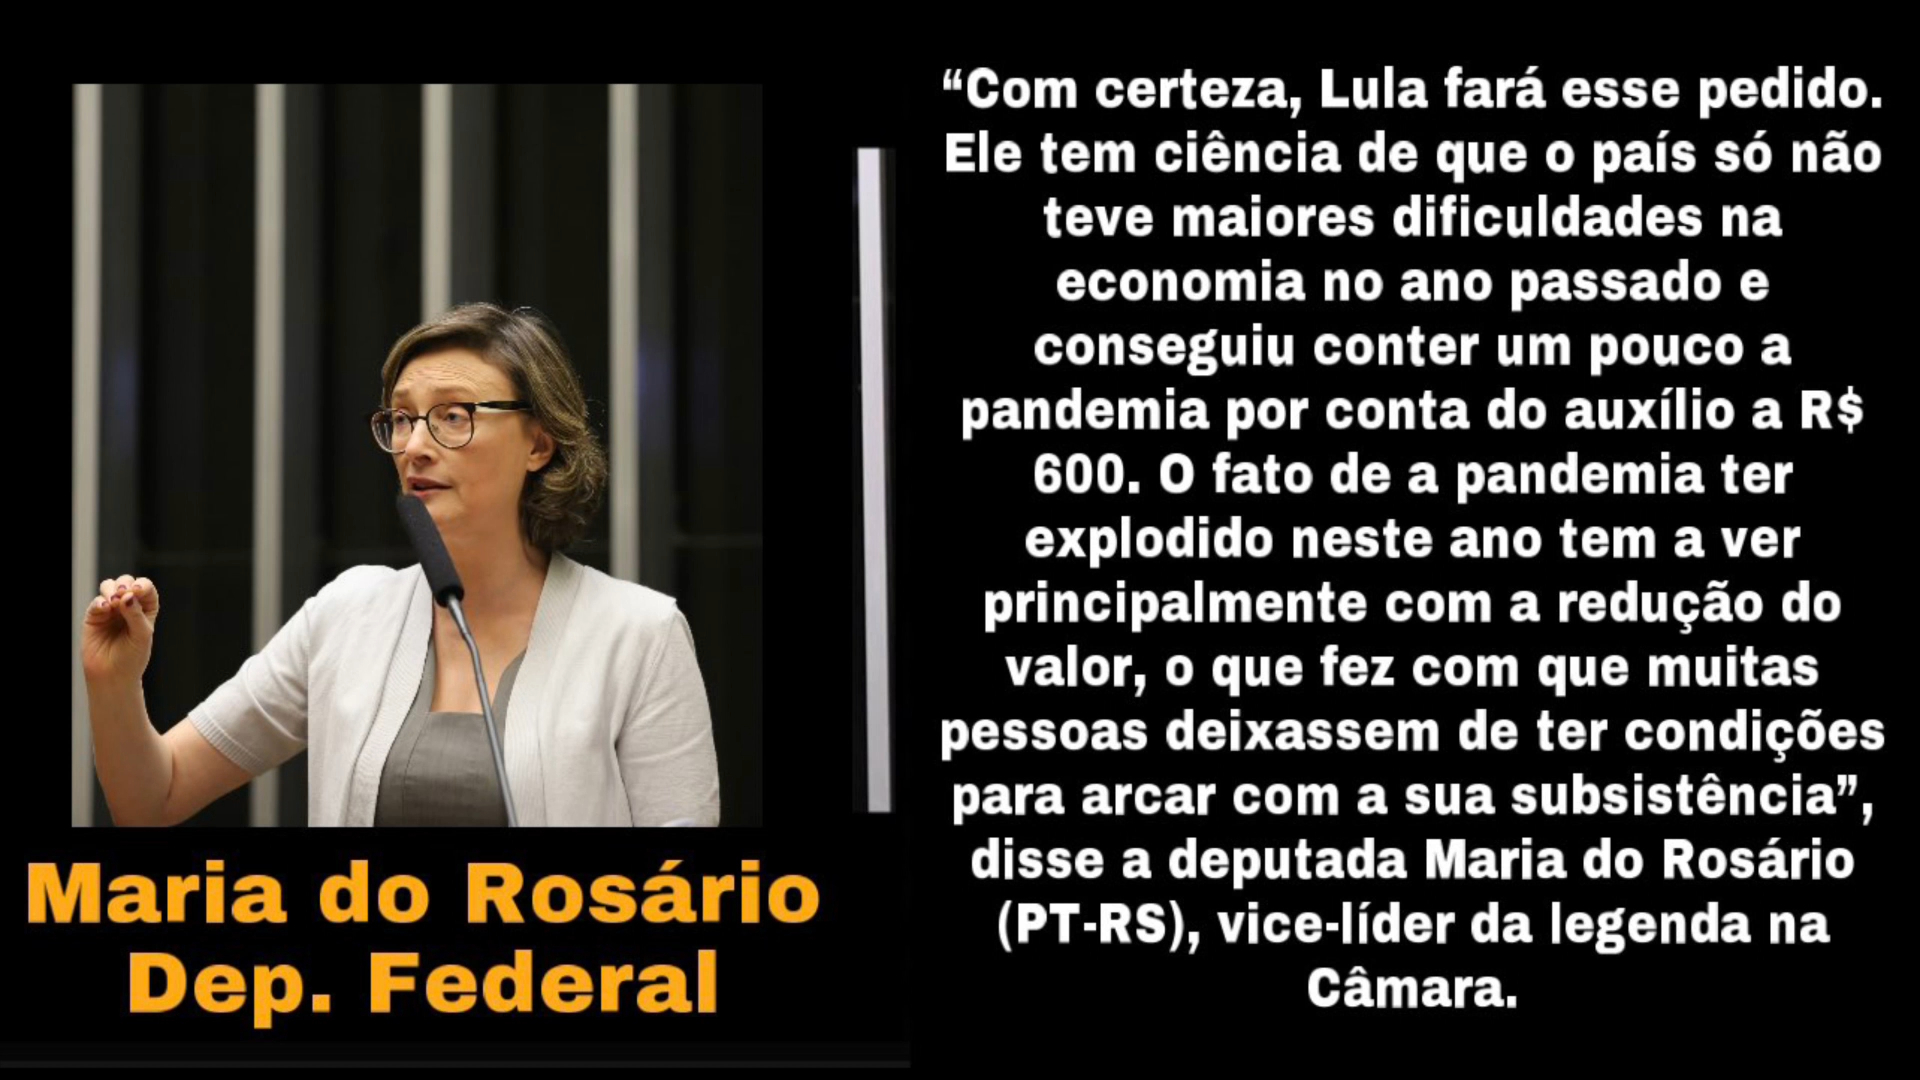 Maria do Rosário
Dep. Federal
“Com certeza, Lula fará esse pedido.
Ele tem ciência de que o país só não
teve maiores dificuldades na
economia no ano passado e
conseguiu conter um pouco a
pandemia por conta do auxílio a R$
600. O fato de a pandemia ter
explodido neste ano tem a ver
principalmente com a redução do
valor, o que fez com que muitas
pessoas deixassem de ter condições
para arcar com a sua subsistência”,
disse a deputada Maria do Rosário
(PT-RS), vice-líder da legenda na
Câmara.